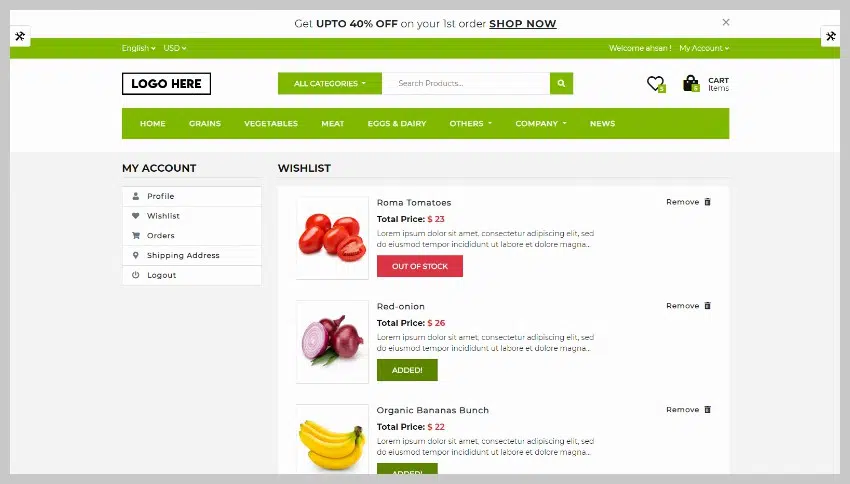 Get UPTO 40% OFF on your 1st order SHOP NOW
English USD Welcome ahsan ! My Account
LOGO HERE
ALL CATEGORIES Search Products...
5
5
CART
Items
HOME GRAINS VEGETABLES MEAT EGGS & DAIRY OTHERS COMPANY NEWS
MY ACCOUNT
Profile
Wishlist
Orders
Shipping Address
Logout
WISHLIST
Roma Tomatoes Remove
Total Price: $ 23
Lorem ipsum dolor sit amet, consectetur adipiscing elit, sed
do eiusmod tempor incididunt ut labore et dolore magna...
OUT OF STOCK
Red-onion Remove
Total Price: $ 26
Lorem ipsum dolor sit amet, consectetur adipiscing elit, sed
do eiusmod tempor incididunt ut labore et dolore magna...
ADDED!
Organic Bananas Bunch Remove
Total Price: $ 22
Lorem ipsum dolor sit amet, consectetur adipiscing elit, sed
do eiusmod tempor incididunt ut labore et dolore magna...
ADDED!